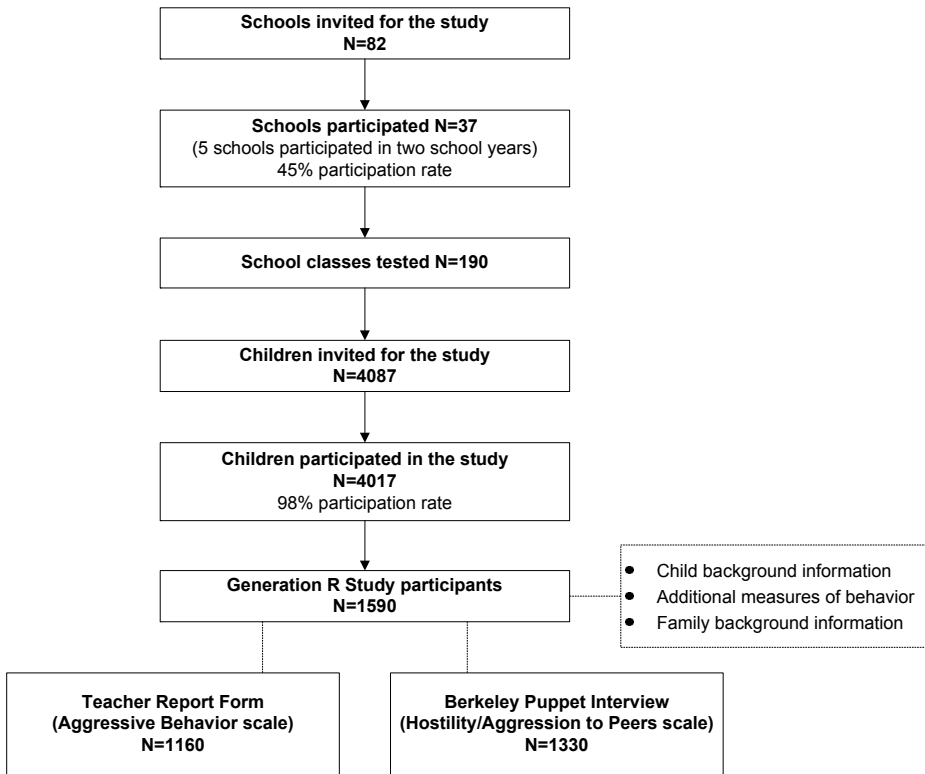 Schools invited for the study
N=82
Schools participated N=37
(5 schools participated in two school years)
45% participation rate
School classes tested N=190
Children invited for the study
N=4087
Children participated in the study
N=4017
98% participation rate
Generation R Study participants
N=1590
● Child background information
● Additional measures of behavior
● Family background information
Teacher Report Form
(Aggressive Behavior scale)
N=1160
Berkeley Puppet Interview
(Hostility/Aggression to Peers scale)
N=1330